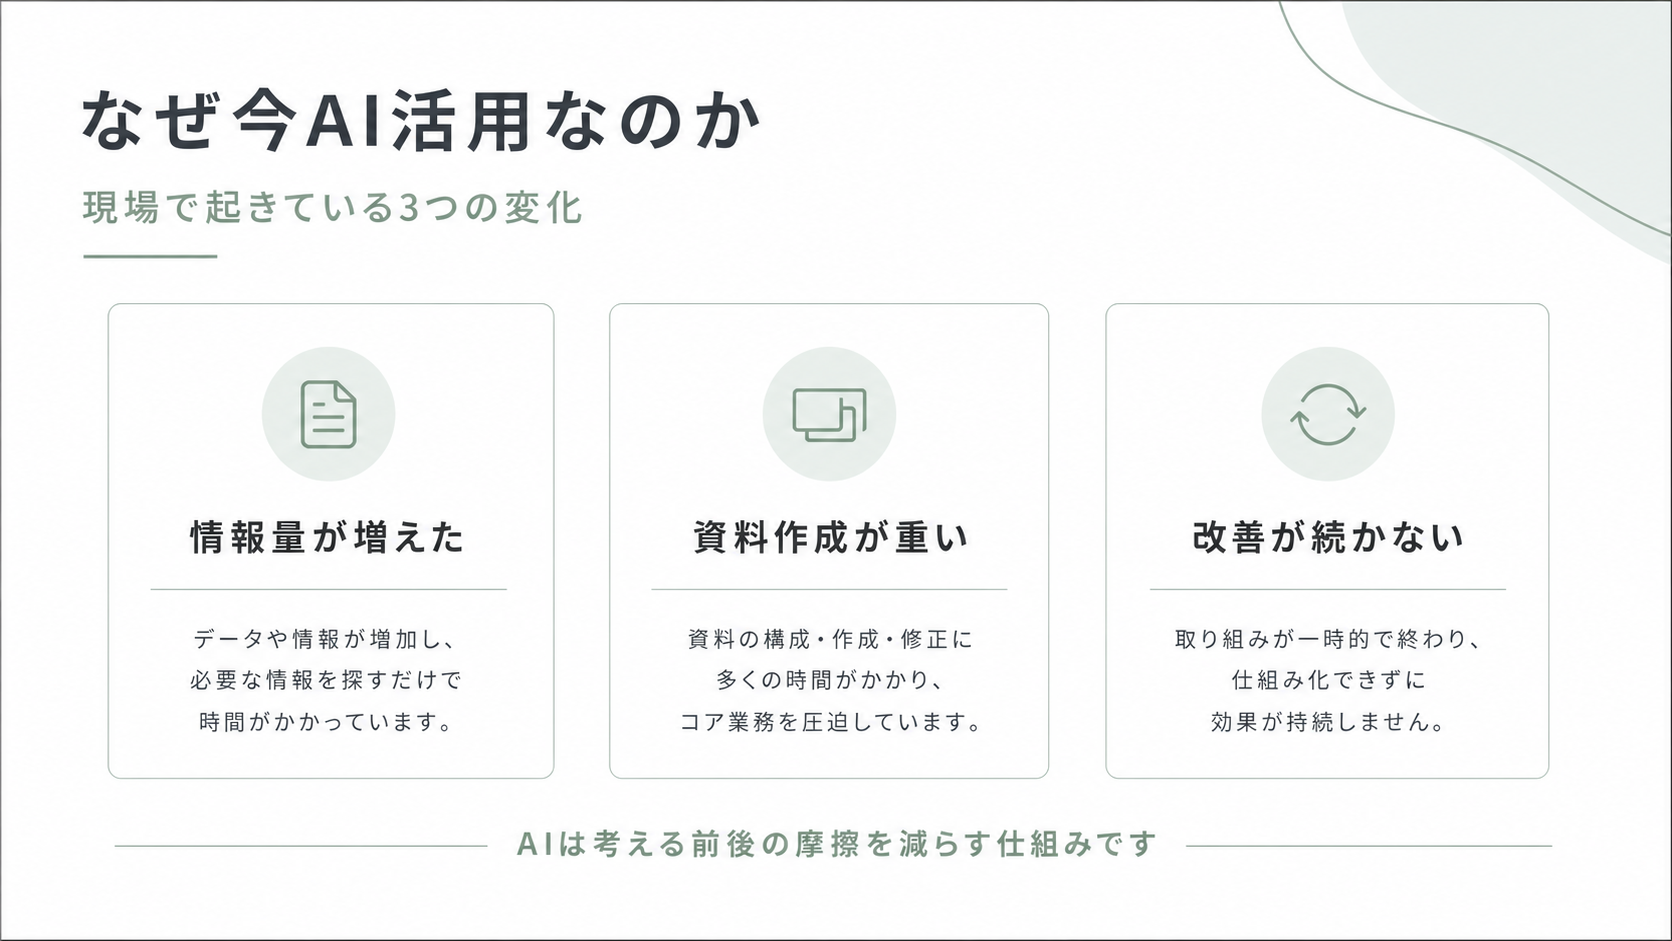 なぜ今AI活用なのか
現場で起きている3つの変化
情報量が増えた
データや情報が増加し、
必要な情報を探すだけで
時間がかかっています。
資料作成が重い
資料の構成・作成・修正に
多くの時間がかかり、
コア業務を圧迫しています。
改善が続かない
取り組みが一時的で終わり、
仕組み化できずに
効果が持続しません。
AIは考える前後の摩擦を減らす仕組みです